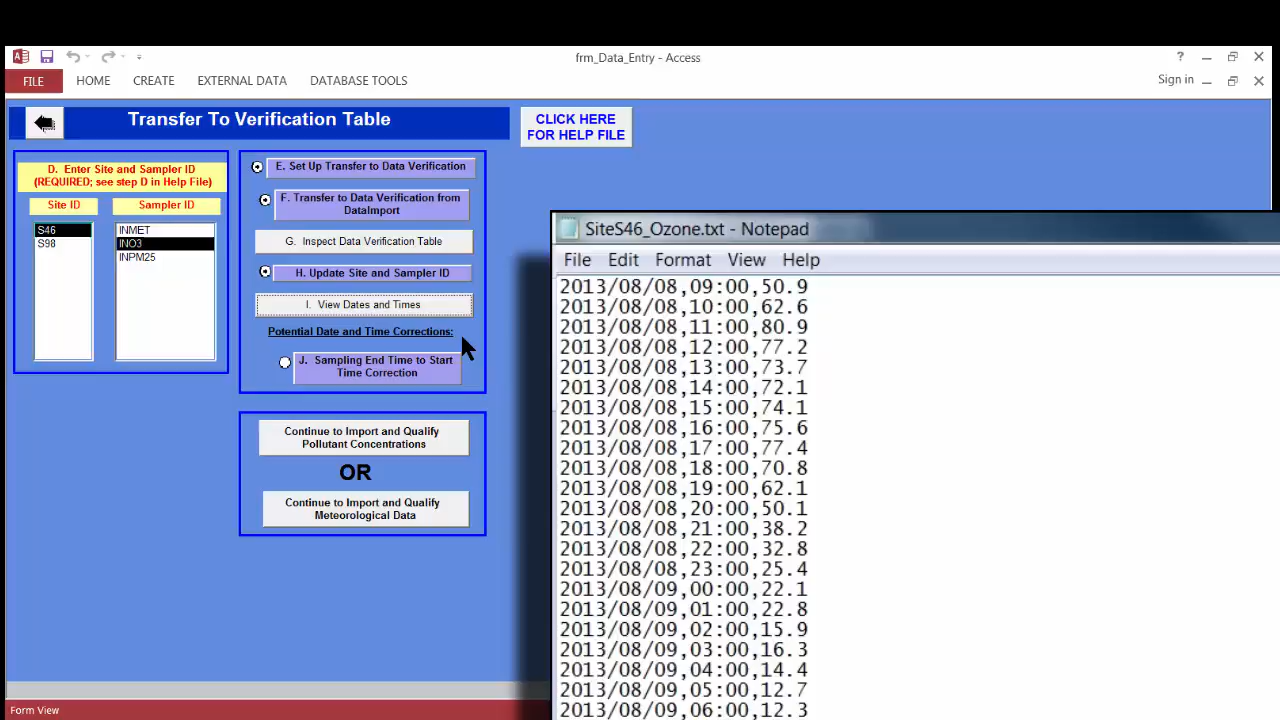 frm_Data_Entry - Access
?
FILE
HOME
CREATE
EXTERNAL DATA
DATABASE TOOLS
Sign in
Transfer To Verification Table
CLICK HERE
FOR HELP FILE
D. Enter Site and Sampler ID
(REQUIRED; see step D in Help File)
Site ID
Sampler ID
S46
S98
INMET
INO3
INPM25
E. Set Up Transfer to Data Verification
F. Transfer to Data Verification from
DataImport
G. Inspect Data Verification Table
H. Update Site and Sampler ID
I. View Dates and Times
Potential Date and Time Corrections:
J. Sampling End Time to Start
Time Correction
Continue to Import and Qualify
Pollutant Concentrations
OR
Continue to Import and Qualify
Meteorological Data
Form View
SiteS46_Ozone.txt - Notepad
File Edit Format View Help
2013/08/08,09:00,50.9
2013/08/08,10:00,62.6
2013/08/08,11:00,80.9
2013/08/08,12:00,77.2
2013/08/08,13:00,73.7
2013/08/08,14:00,72.1
2013/08/08,15:00,74.1
2013/08/08,16:00,75.6
2013/08/08,17:00,77.4
2013/08/08,18:00,70.8
2013/08/08,19:00,62.1
2013/08/08,20:00,50.1
2013/08/08,21:00,38.2
2013/08/08,22:00,32.8
2013/08/08,23:00,25.4
2013/08/09,00:00,22.1
2013/08/09,01:00,22.8
2013/08/09,02:00,15.9
2013/08/09,03:00,16.3
2013/08/09,04:00,14.4
2013/08/09,05:00,12.7
2013/08/09,06:00,12.3